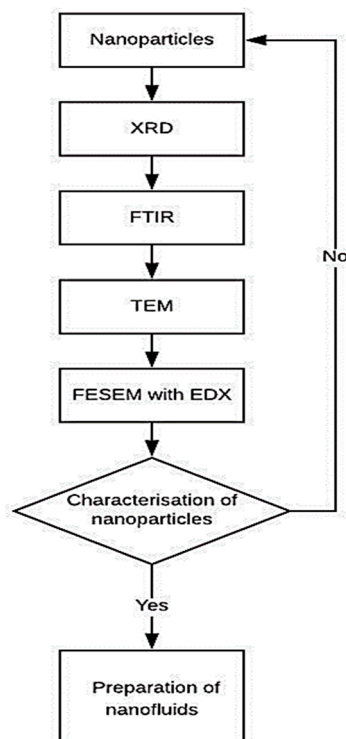 Nanoparticles
XRD
FTIR
No
TEM
FESEM with EDX
Characterisation of
nanoparticles
Yes
Preparation of
nanofluids